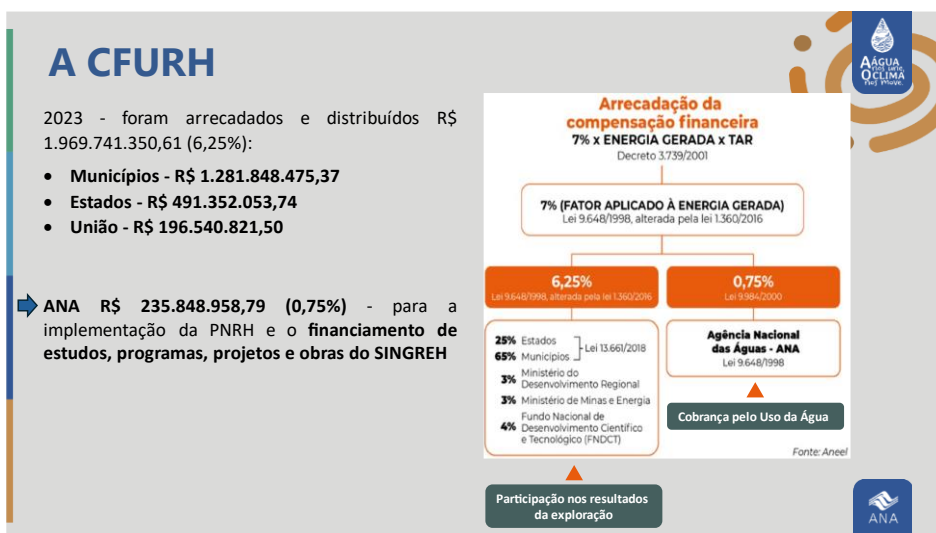 A CFURH
2023 - foram arrecadados e distribuídos R$
1.969.741.350,61 (6,25%):
• Municípios - R$ 1.281.848.475,37
• Estados - R$ 491.352.053,74
• União - R$ 196.540.821,50
ANA R$ 235.848.958,79 (0,75%) - para a
implementação da PNRH e o financiamento de
estudos, programas, projetos e obras do SINGREH
A ÁGUA
nos une,
O CLIMA
nos move.
Arrecadação da
compensação financeira
7% x ENERGIA GERADA x TAR
Decreto 3.739/2001
7% (FATOR APLICADO À ENERGIA GERADA)
Lei 9.648/1998, alterada pela lei 1.360/2016
6,25%
Lei 9.648/1998, alterada pela lei 1.360/2016
25% Estados
65% Municípios
Lei 13.661/2018
3% Ministério do
Desenvolvimento Regional
3% Ministério de Minas e Energia
4% Fundo Nacional de
Desenvolvimento Científico
e Tecnológico (FNDCT)
0,75%
Lei 9.984/2000
Agência Nacional
das Águas - ANA
Lei 9.648/1998
Cobrança pelo Uso da Água
Fonte: Aneel
Participação nos resultados
da exploração
ANA